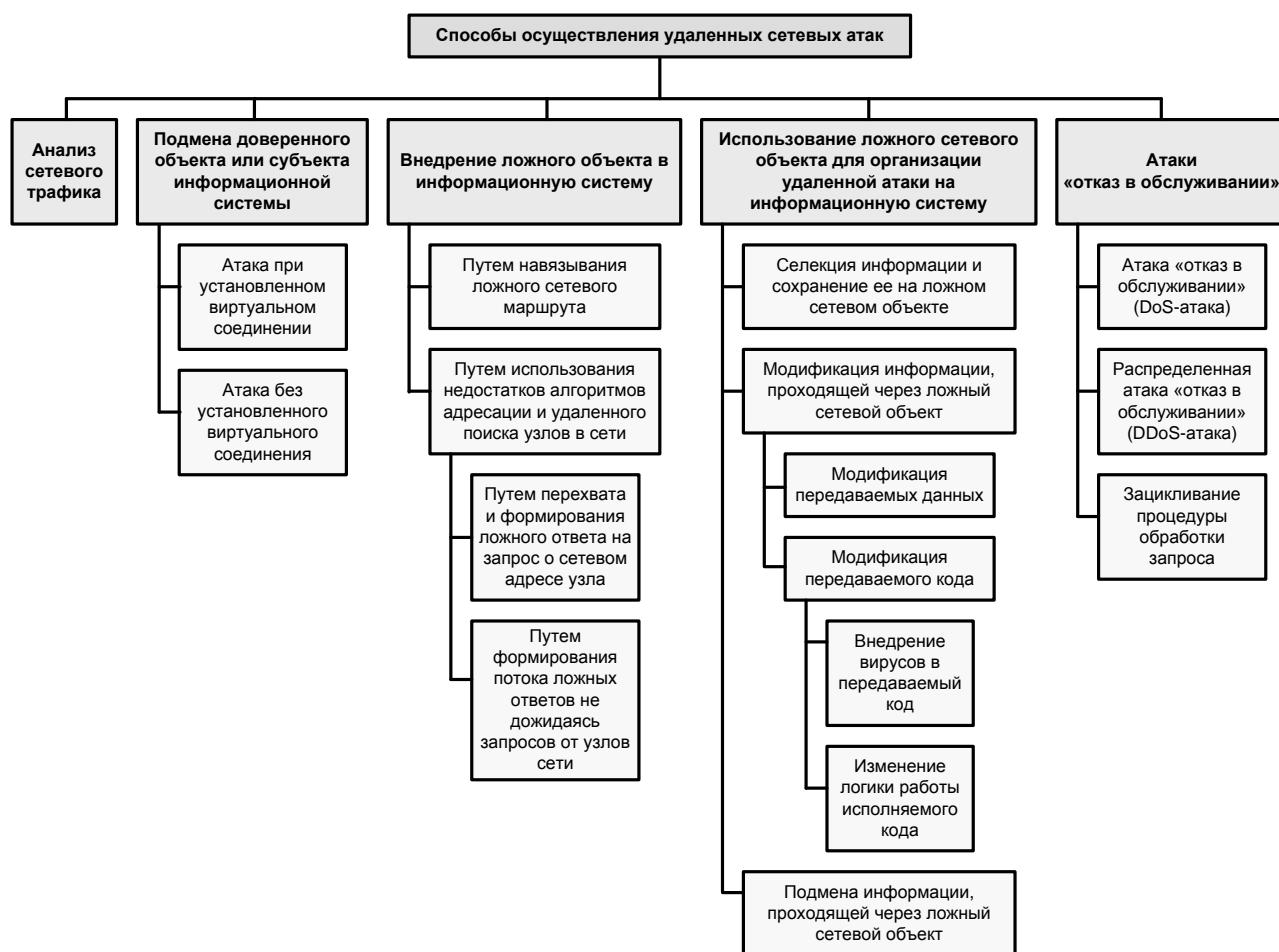 Способы осуществления удаленных сетевых атак
Анализ
сетевого
трафика
Подмена доверенного
объекта или субъекта
информационной
системы
Атака при
установленном
виртуальном
соединении
Атака без
установленного
виртуального
соединения
Внедрение ложного объекта в
информационную систему
Путем навязывания
ложного сетевого
маршрута
Путем использования
недостатков алгоритмов
адресации и удаленного
поиска узлов в сети
Путем перехвата
и формирования
ложного ответа на
запрос о сетевом
адресе узла
Путем
формирования
потока ложных
ответов не
дожидаясь
запросов от узлов
сети
Использование ложного сетевого
объекта для организации
удаленной атаки на
информационную систему
Селекция информации и
сохранение ее на ложном
сетевом объекте
Модификация информации,
проходящей через ложный
сетевой объект
Модификация
передаваемых данных
Модификация
передаваемого кода
Внедрение
вирусов в
передаваемый
код
Изменение
логики работы
исполняемого
кода
Подмена информации,
проходящей через ложный
сетевой объект
Атаки
«отказ в обслуживании»
Атака «отказ в
обслуживании»
(DoS-атака)
Распределенная
атака «отказ в
обслуживании»
(DDoS-атака)
Зацикливание
процедуры
обработки
запроса